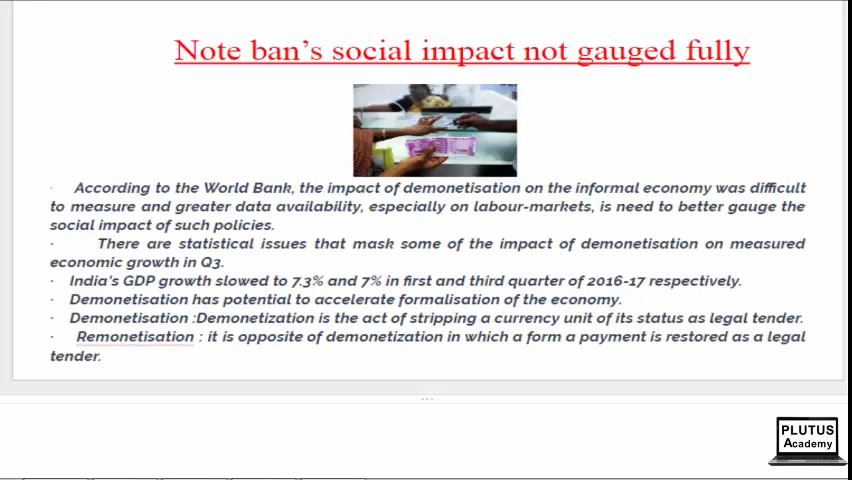 Note ban's social impact not gauged fully
· According to the World Bank, the impact of demonetisation on the informal economy was difficult
to measure and greater data availability, especially on labour-markets, is need to better gauge the
social impact of such policies.
· There are statistical issues that mask some of the impact of demonetisation on measured
economic growth in Q3.
· India's GDP growth slowed to 7.3% and 7% in first and third quarter of 2016-17 respectively.
· Demonetisation has potential to accelerate formalisation of the economy.
· Demonetisation :Demonetization is the act of stripping a currency unit of its status as legal tender.
· Remonetisation : it is opposite of demonetization in which a form a payment is restored as a legal
tender.
PLUTUS
Academy